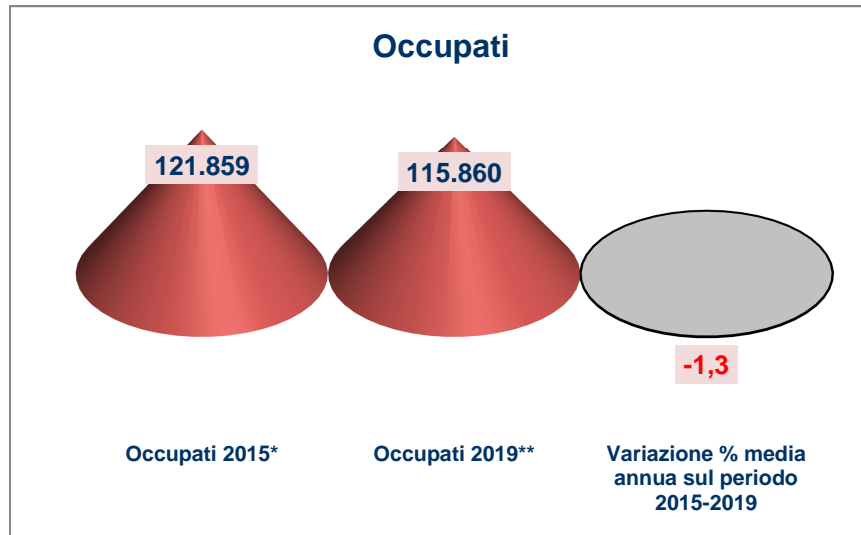 Occupati
121.859
115.860
-1,3
Occupati 2015*
Occupati 2019**
Variazione % media
annua sul periodo
2015-2019